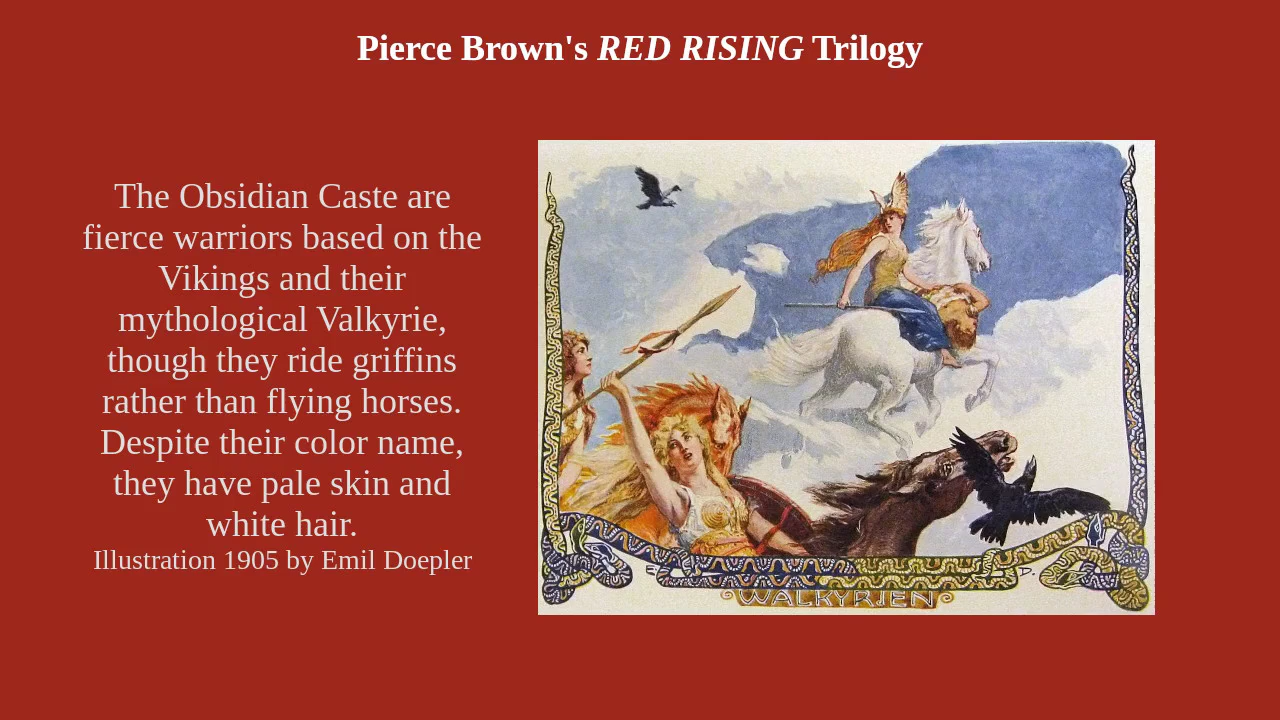 Pierce Brown's RED RISING Trilogy
The Obsidian Caste are
fierce warriors based on the
Vikings and their
mythological Valkyrie,
though they ride griffins
rather than flying horses.
Despite their color name,
they have pale skin and
white hair.
Illustration 1905 by Emil Doepler
E. D.
WALKYRIEN